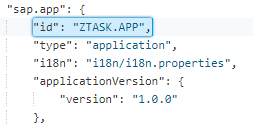 "sap.app": {
"id": "ZTASK.APP",
"type": "application",
"i18n": "i18n/i18n.properties",
"applicationVersion": {
"version": "1.0.0"
},